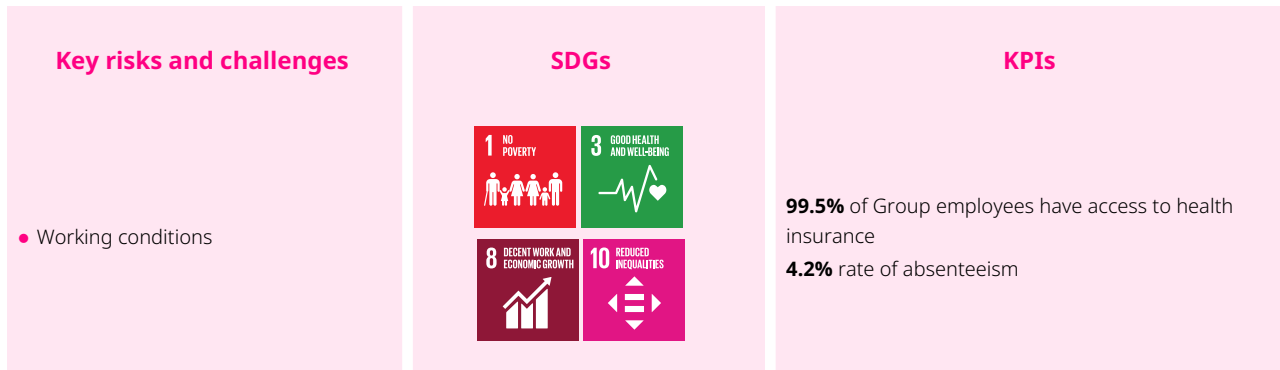 Key risks and challenges
● Working conditions
SDGs
1 NO
POVERTY
3 GOOD HEALTH
AND WELL-BEING
8 DECENT WORK AND
ECONOMIC GROWTH
10 REDUCED
INEQUALITIES
KPIs
99.5% of Group employees have access to health
insurance
4.2% rate of absenteeism